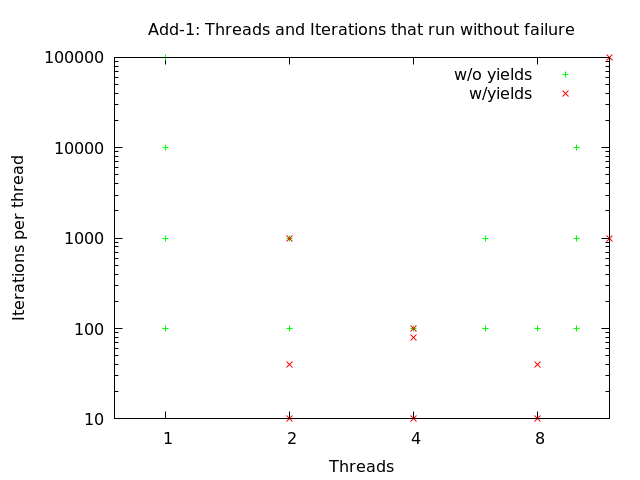 Add-1: Threads and Iterations that run without failure
100000
w/o yields
w/yields
10000
Iterations per thread
1000
100
10
1 2 4 8
Threads